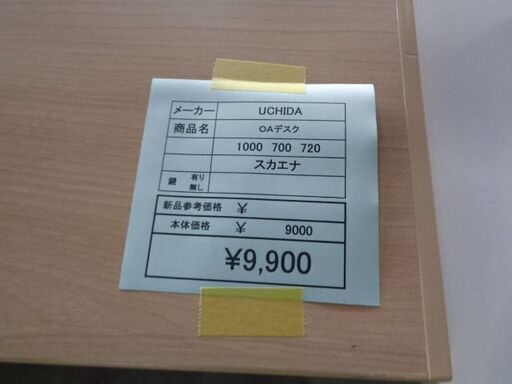 メーカー UCHIDA
商品名 OAデスク
1000 700 720
スカエナ
鍵 有り 無し
新品参考価格 ¥
本体価格 ¥ 9000
¥9,900